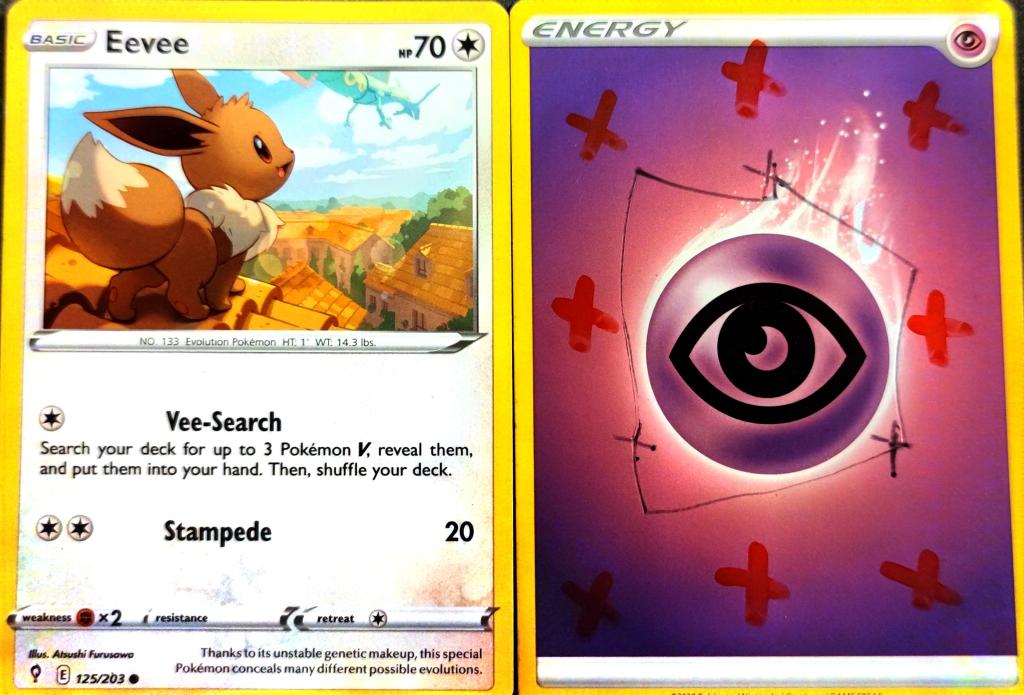 BASIC Eevee HP 70
NO. 133 Evolution Pokémon HT: 1' WT: 14.3 lbs.
Vee-Search
Search your deck for up to 3 Pokémon V, reveal them,
and put them into your hand. Then, shuffle your deck.
Stampede 20
weakness ×2 resistance retreat
Illus. Atsushi Furusawa
E 125/203
Thanks to its unstable genetic makeup, this special
Pokémon conceals many different possible evolutions.
ENERGY